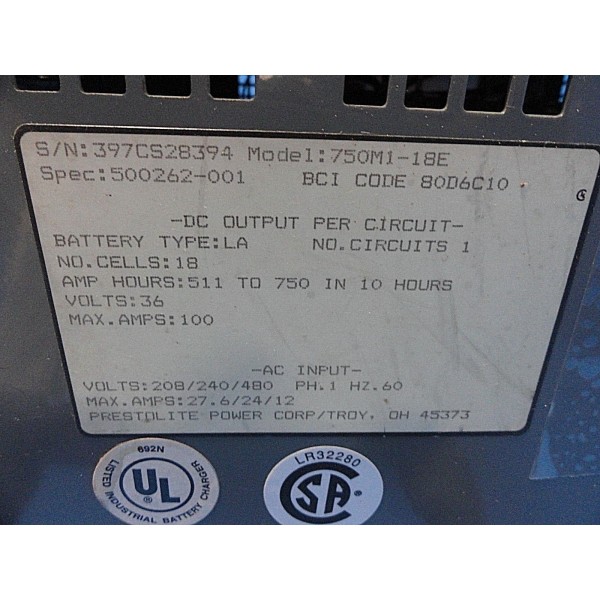 S/N:397CS28394 Model:750M1-18E
Spec:500262-001 BCI CODE 80D6C10
-DC OUTPUT PER CIRCUIT-
BATTERY TYPE:LA NO.CIRCUITS 1
NO.CELLS:18
AMP HOURS:511 TO 750 IN 10 HOURS
VOLTS:36
MAX.AMPS:100
-AC INPUT-
VOLTS:208/240/480 PH.1 HZ.60
MAX.AMPS:27.6/24/12
PRESTOLITE POWER CORP/TROY, OH 45373
692N
UL
LISTED INDUSTRIAL BATTERY CHARGER
LR32280
CSA